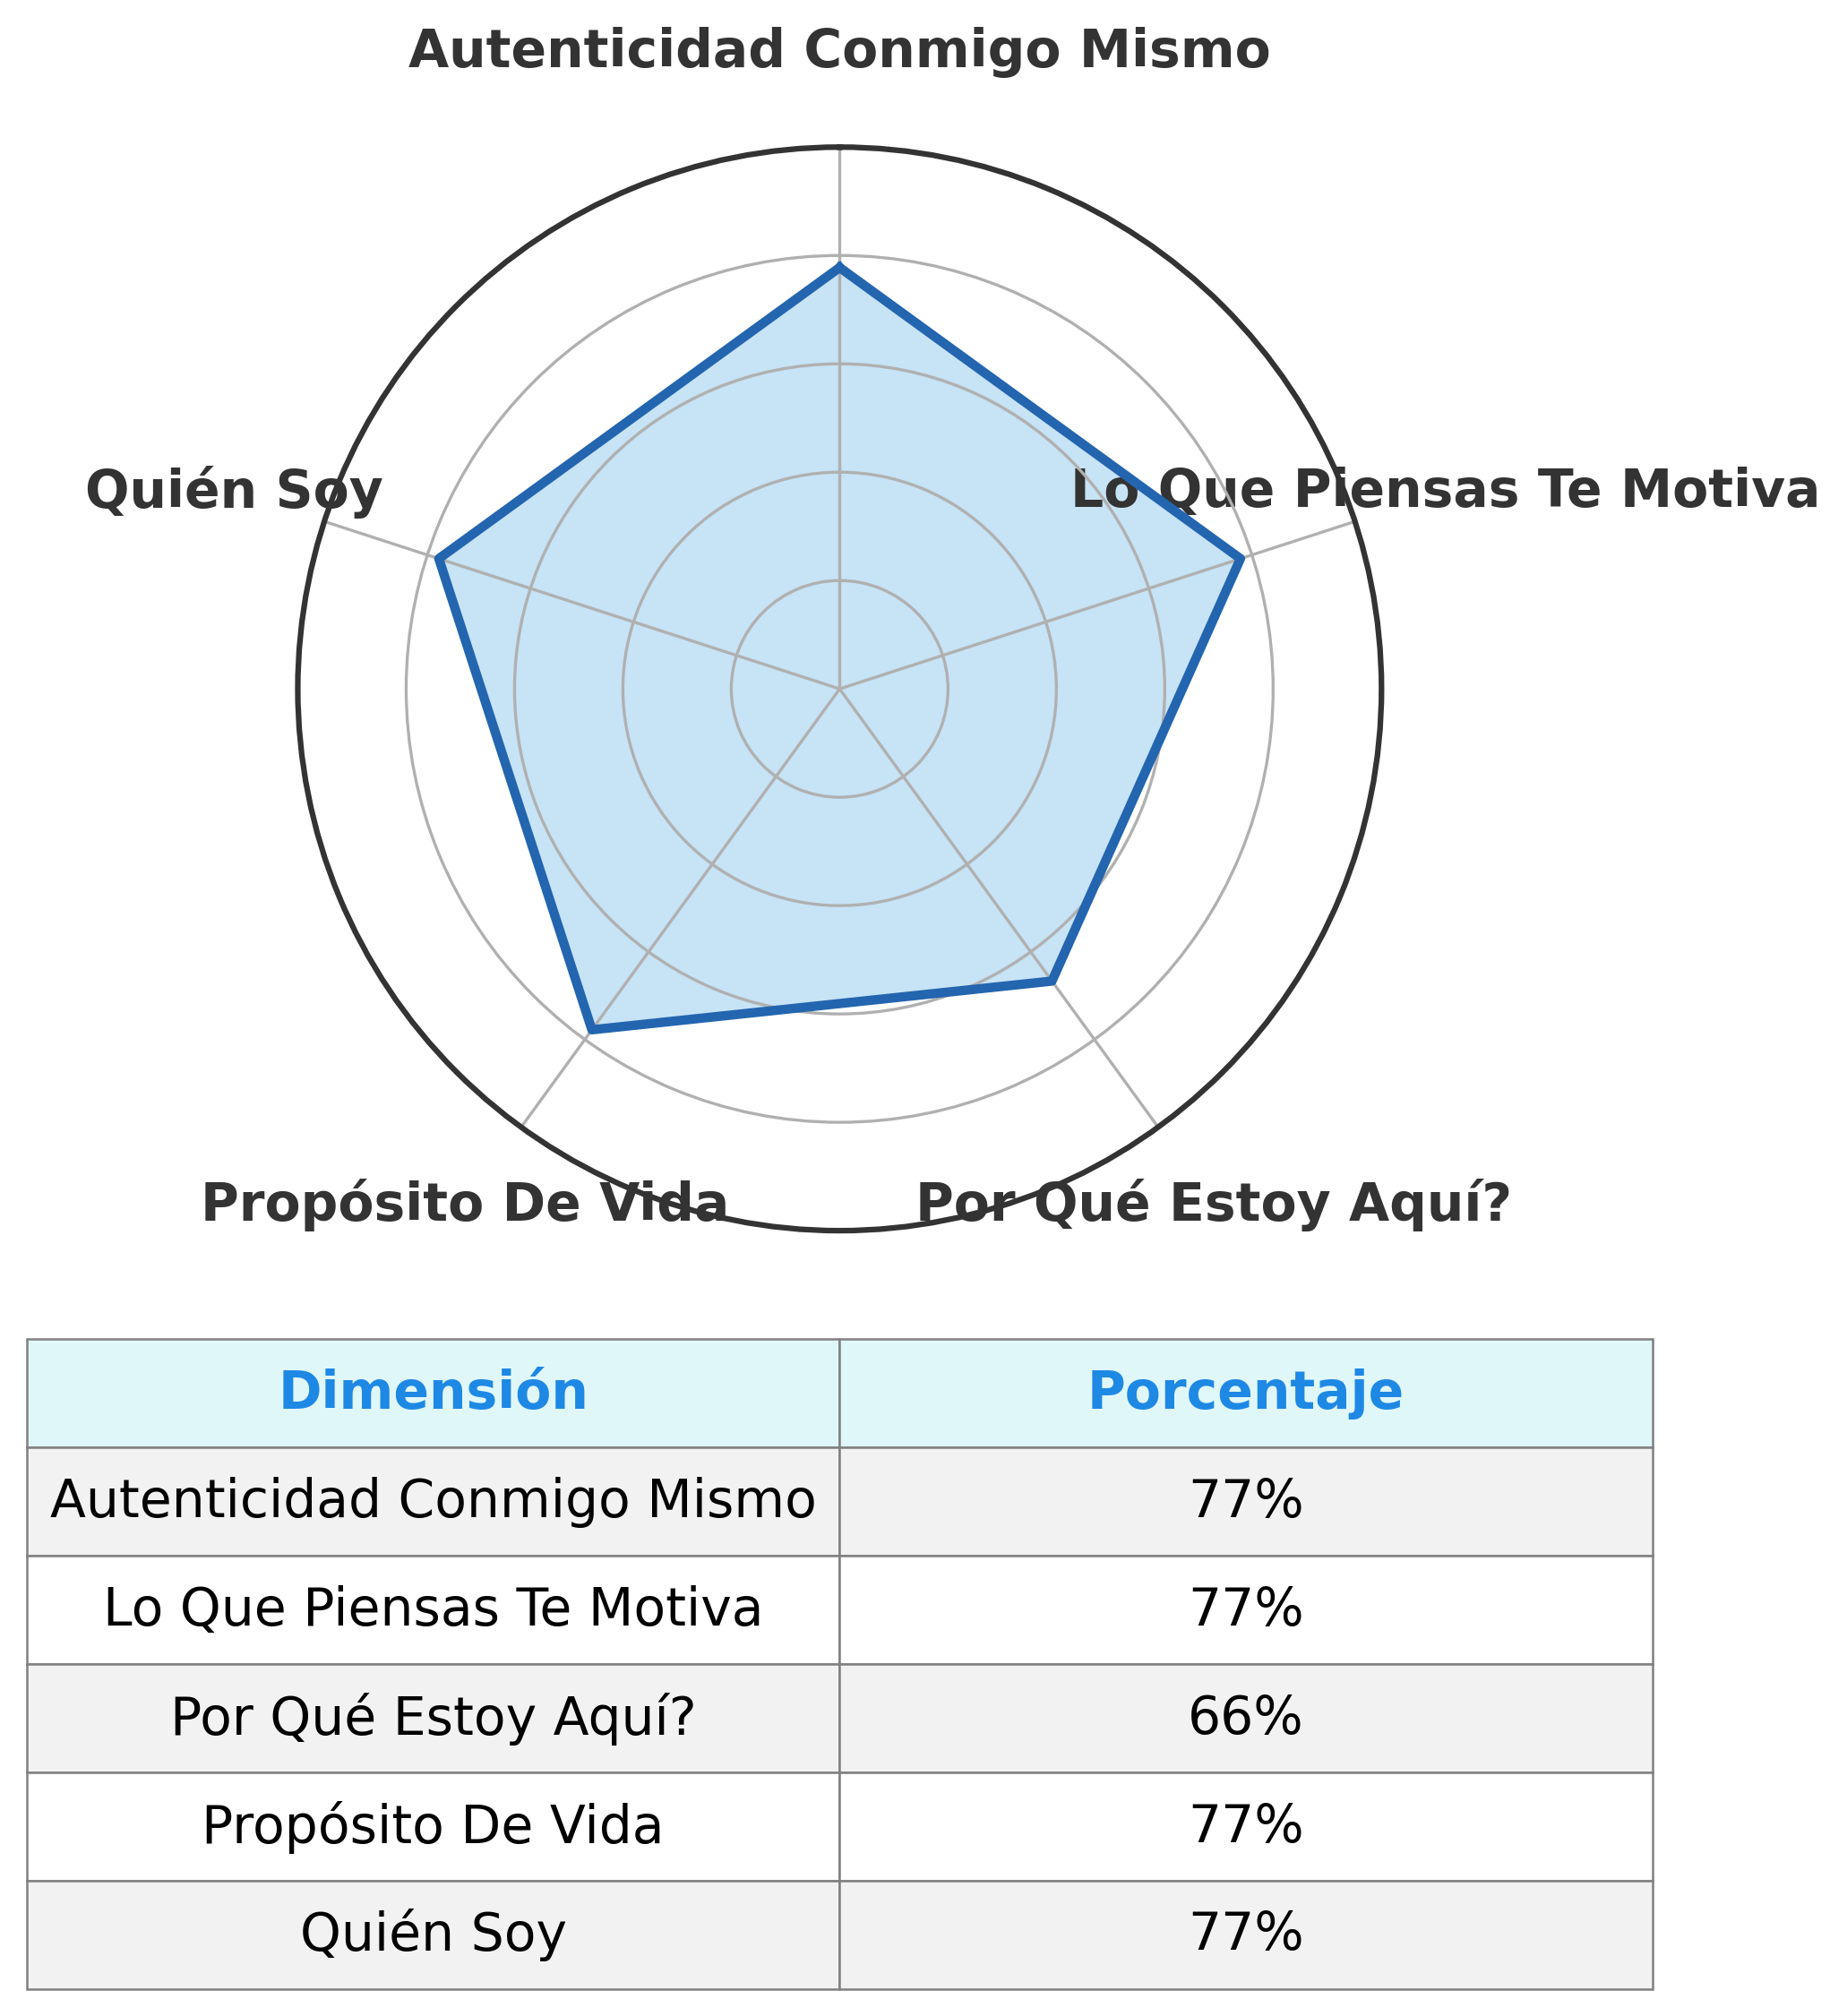 Autenticidad Conmigo Mismo
Quién Soy
Lo Que Piensas Te Motiva
Propósito De Vida
Por Qué Estoy Aquí?
Dimensión Porcentaje
Autenticidad Conmigo Mismo 77%
Lo Que Piensas Te Motiva 77%
Por Qué Estoy Aquí? 66%
Propósito De Vida 77%
Quién Soy 77%